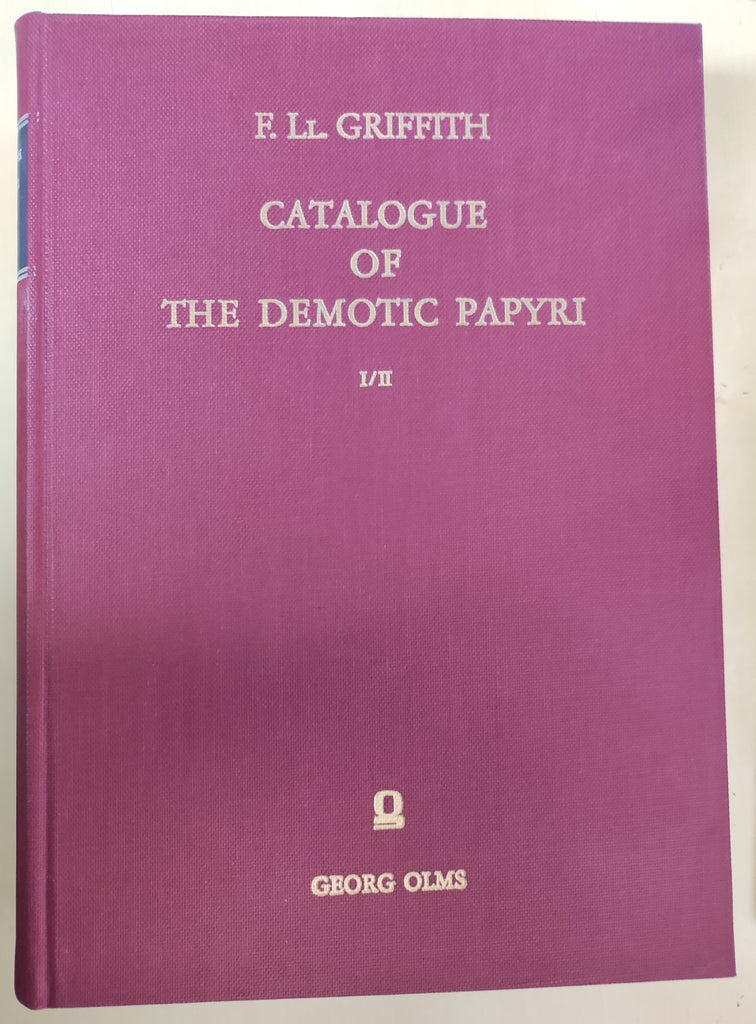 F. LL. GRIFFITH
CATALOGUE
OF
THE DEMOTIC PAPYRI
I/II
GEORG OLMS